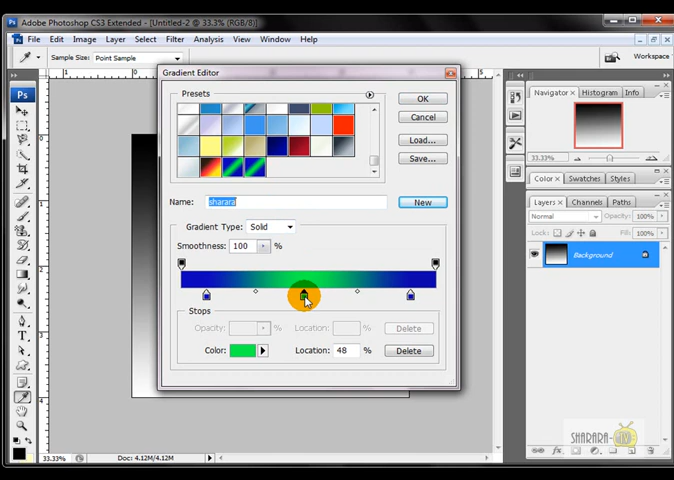 Adobe Photoshop CS3 Extended - [Untitled-2 @ 33.3% (RGB/8)]
File Edit Image Layer Select Filter Analysis View Window Help
Sample Size: Point Sample
Workspace
Ps
Gradient Editor
Presets
OK
Cancel
Load...
Save...
Name: sharara
New
Gradient Type: Solid
Smoothness: 100 %
Stops
Opacity: % Location: % Delete
Color: Location: 48 % Delete
Navigator Histogram Info
33.33%
Color Swatches Styles
Layers Channels Paths
Normal Opacity: 100%
Lock: Fill: 100%
Background
SHARARA-TV
33.33% Doc: 4.12M/4.12M